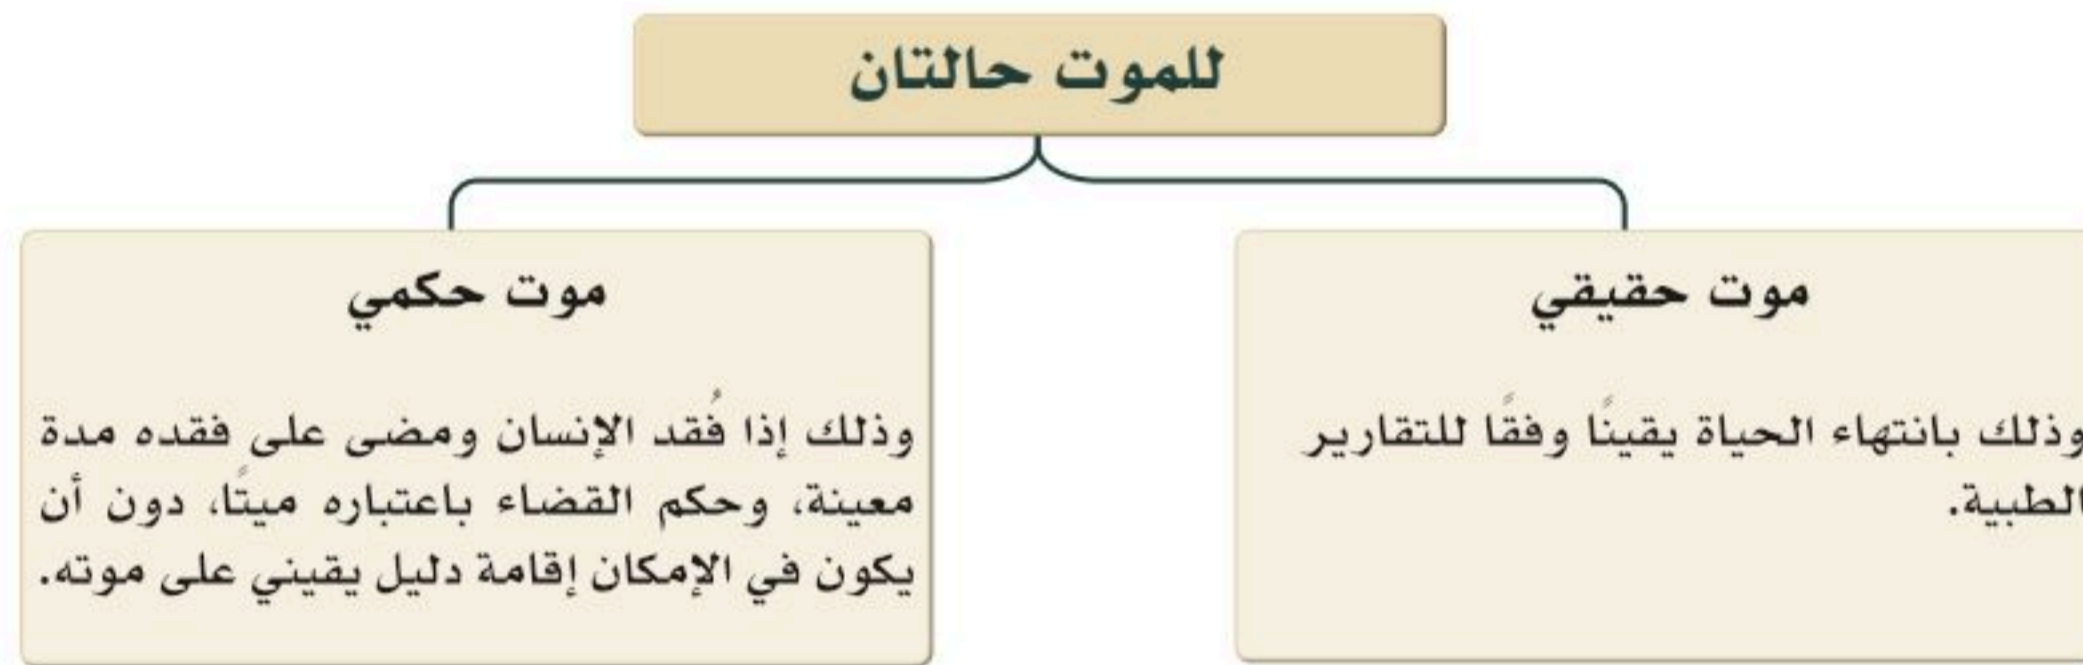 للموت حالتان
موت حقيقي
وذلك بانتهاء الحياة يقينًا وفقًا للتقارير
الطبية.
موت حكمي
وذلك إذا فُقد الإنسان ومضى على فقده مدة
معينة، وحكم القضاء باعتباره ميتًا، دون أن
يكون في الإمكان إقامة دليل يقيني على موته.